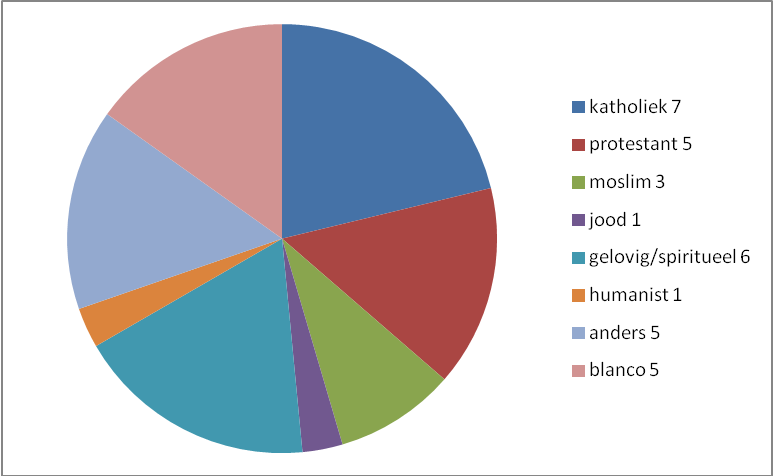 katholiek 7
protestant 5
moslim 3
jood 1
gelovig/spiritueel 6
humanist 1
anders 5
blanco 5